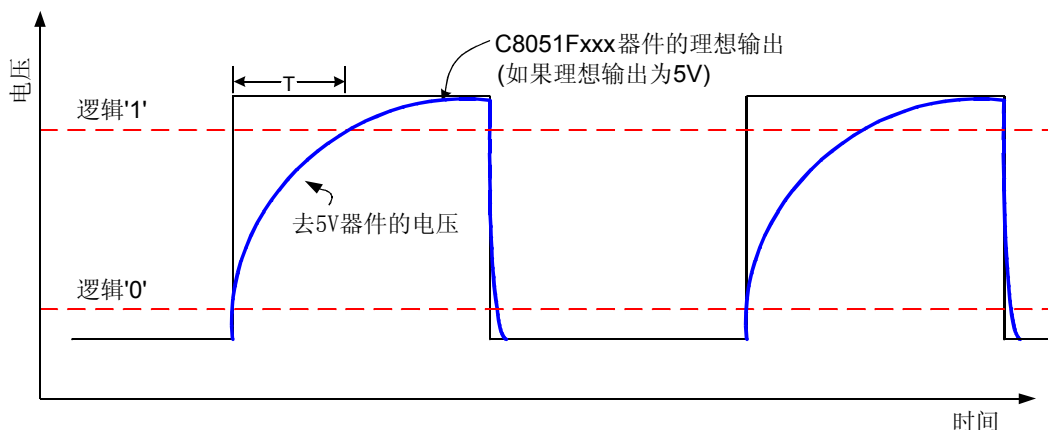 电压
C8051Fxxx器件的理想输出
(如果理想输出为5V)
T
逻辑'1'
去5V器件的电压
逻辑'0'
时间